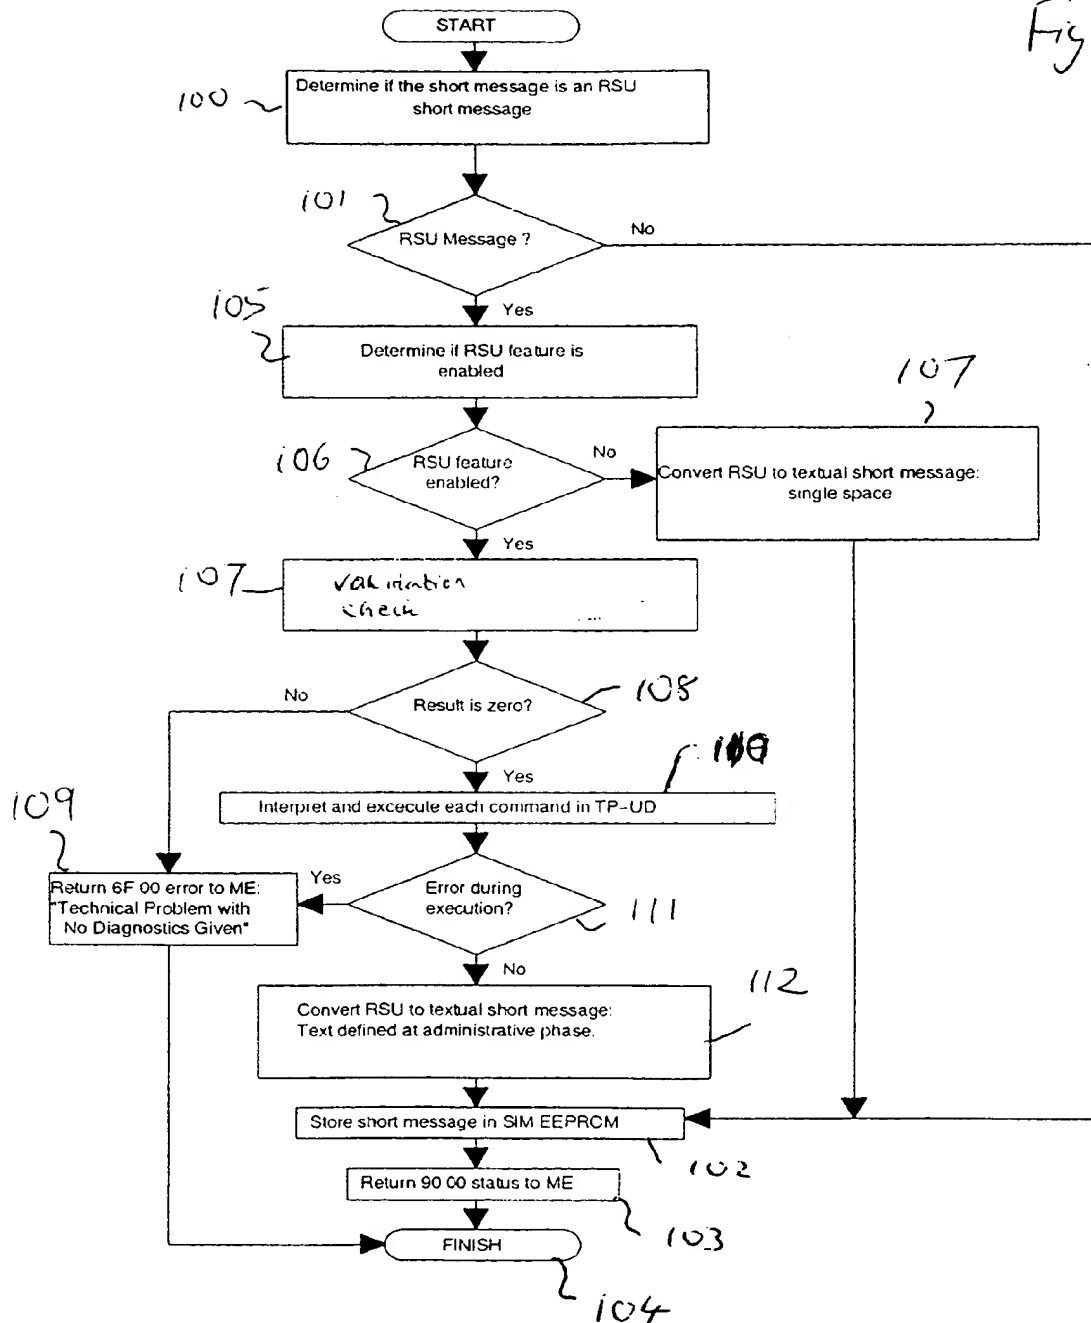 START
Fig
Determine if the short message is an RSU
short message
100
101
RSU Message ?
No
Yes
105
Determine if RSU feature is
enabled
107
106
RSU feature
enabled?
No
Convert RSU to textual short message:
single space
Yes
107
check
No
Result is zero?
108
Yes
Interpret and excecute each command in TP-UD
109
Return 6F 00 error to ME:
"Technical Problem with
No Diagnostics Given"
Yes
Error during
execution?
111
No
112
Convert RSU to textual short message:
Text defined at administrative phase.
Store short message in SIM EEPRCM
102
Return 90 00 status to ME
103
FINISH
104